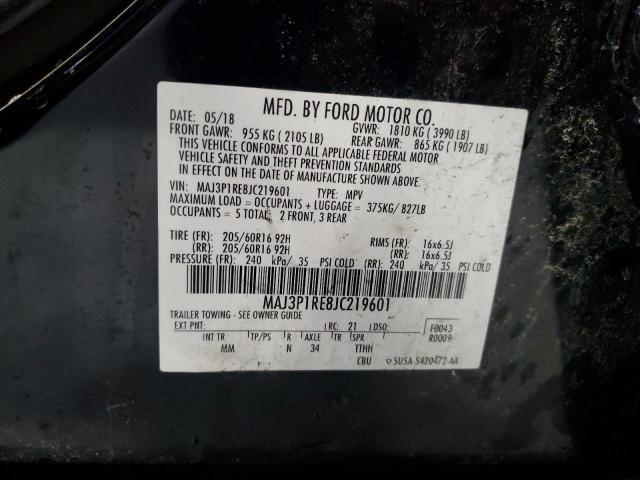 MFD. BY FORD MOTOR CO.
DATE: 05/18 GVWR: 1810 KG ( 3990 LB)
FRONT GAWR: 955 KG ( 2105 LB) REAR GAWR: 865 KG ( 1907 LB)
THIS VEHICLE CONFORMS TO ALL APPLICABLE FEDERAL MOTOR
VEHICLE SAFETY AND THEFT PREVENTION STANDARDS
IN EFFECT ON THE DATE OF MANUFACTURE SHOWN ABOVE.
VIN: MAJ3P1RE8JC219601 TYPE: MPV
MAXIMUM LOAD = OCCUPANTS + LUGGAGE = 375KG/ 827LB
OCCUPANTS = 5 TOTAL: 2 FRONT, 3 REAR
TIRE (FR): 205/60R16 92H RIMS (FR): 16x6.5J
(RR): 205/60R16 92H (RR): 16x6.5J
PRESSURE (FR): 240 kPa/ 35 PSI COLD (RR): 240 kPa/ 35 PSI COLD
MAJ3P1RE8JC219601
TRAILER TOWING - SEE OWNER GUIDE
EXT PNT: RC: 21 DSO: F0043
INT TR TP/PS R AXLE TR SPR R0009
MM N 34 TTHH
CBU 5U5A-5420472-AA